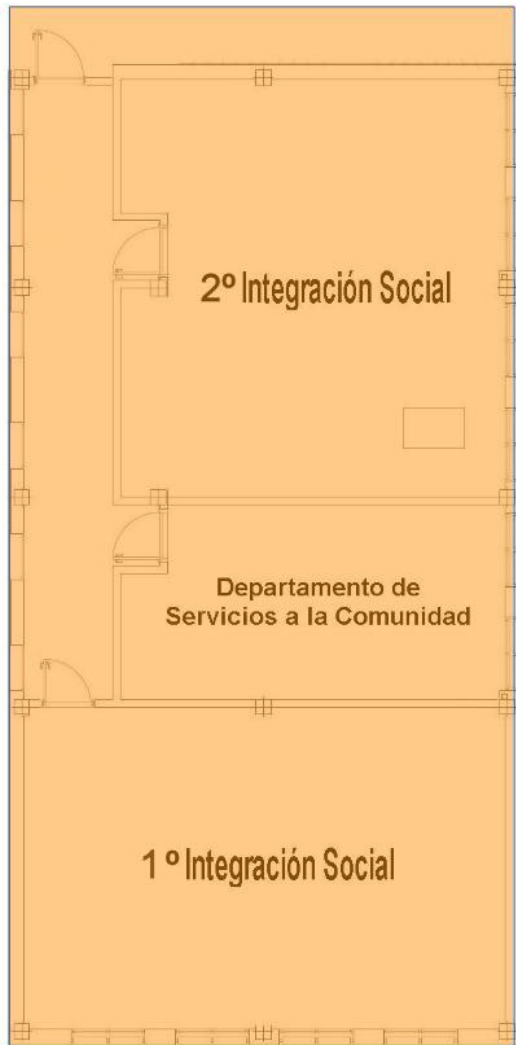 2º Integración Social
Departamento de
Servicios a la Comunidad
1 º Integración Social